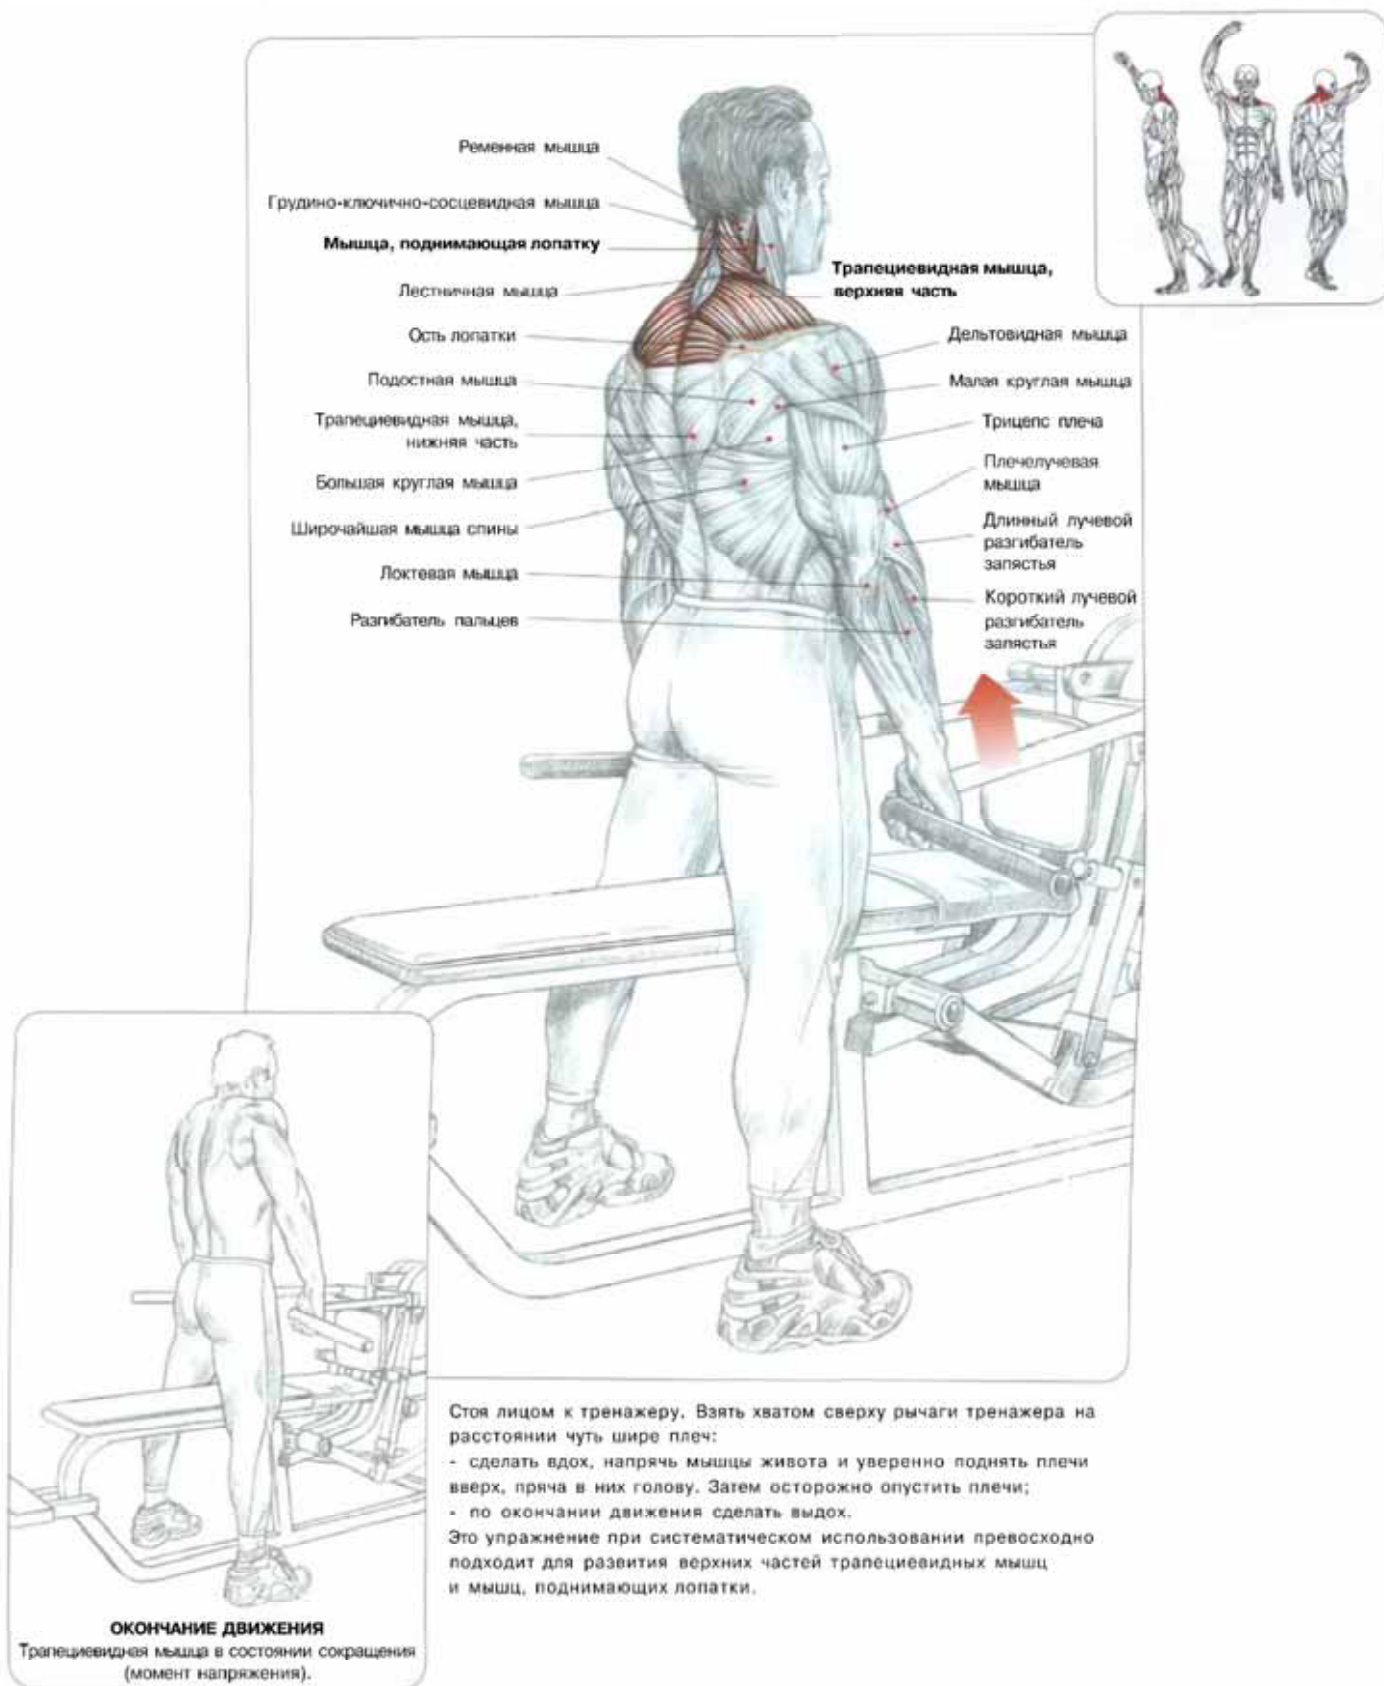 Ременная мышца
Грудино-ключично-сосцевидная мышца
Мышца, поднимающая лопатку
Лестничная мышца
Ость лопатки
Подостная мышца
Трапециевидная мышца,
нижняя часть
Большая круглая мышца
Широчайшая мышца спины
Локтевая мышца
Разгибатель пальцев
Трапециевидная мышца,
верхняя часть
Дельтовидная мышца
Малая круглая мышца
Трицепс плеча
Плечелучевая
мышца
Длинный лучевой
разгибатель
запястья
Короткий лучевой
разгибатель
запястья
Стоя лицом к тренажеру. Взять хватом сверху рычаги тренажера на
расстоянии чуть шире плеч:
- сделать вдох, напрячь мышцы живота и уверенно поднять плечи
вверх, пряча в них голову. Затем осторожно опустить плечи;
- по окончании движения сделать выдох.
Это упражнение при систематическом использовании превосходно
подходит для развития верхних частей трапециевидных мышц
и мышц, поднимающих лопатки.
ОКОНЧАНИЕ ДВИЖЕНИЯ
Трапециевидная мышца в состоянии сокращения
(момент напряжения).